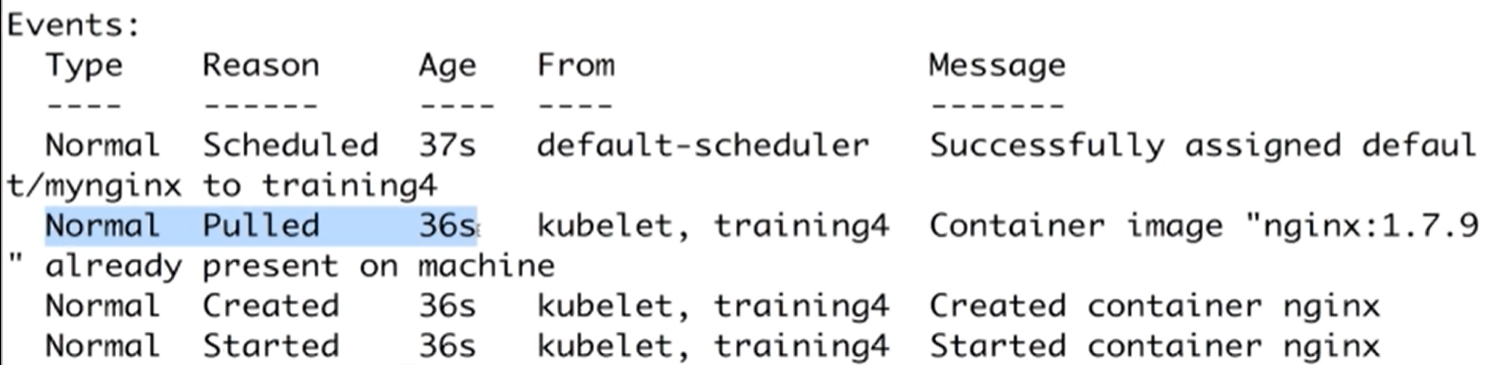 Events:
Type Reason Age From Message
---- ------ ---- ---- -------
Normal Scheduled 37s default-scheduler Successfully assigned defaul
t/mynginx to training4
Normal Pulled 36s kubelet, training4 Container image "nginx:1.7.9
" already present on machine
Normal Created 36s kubelet, training4 Created container nginx
Normal Started 36s kubelet, training4 Started container nginx